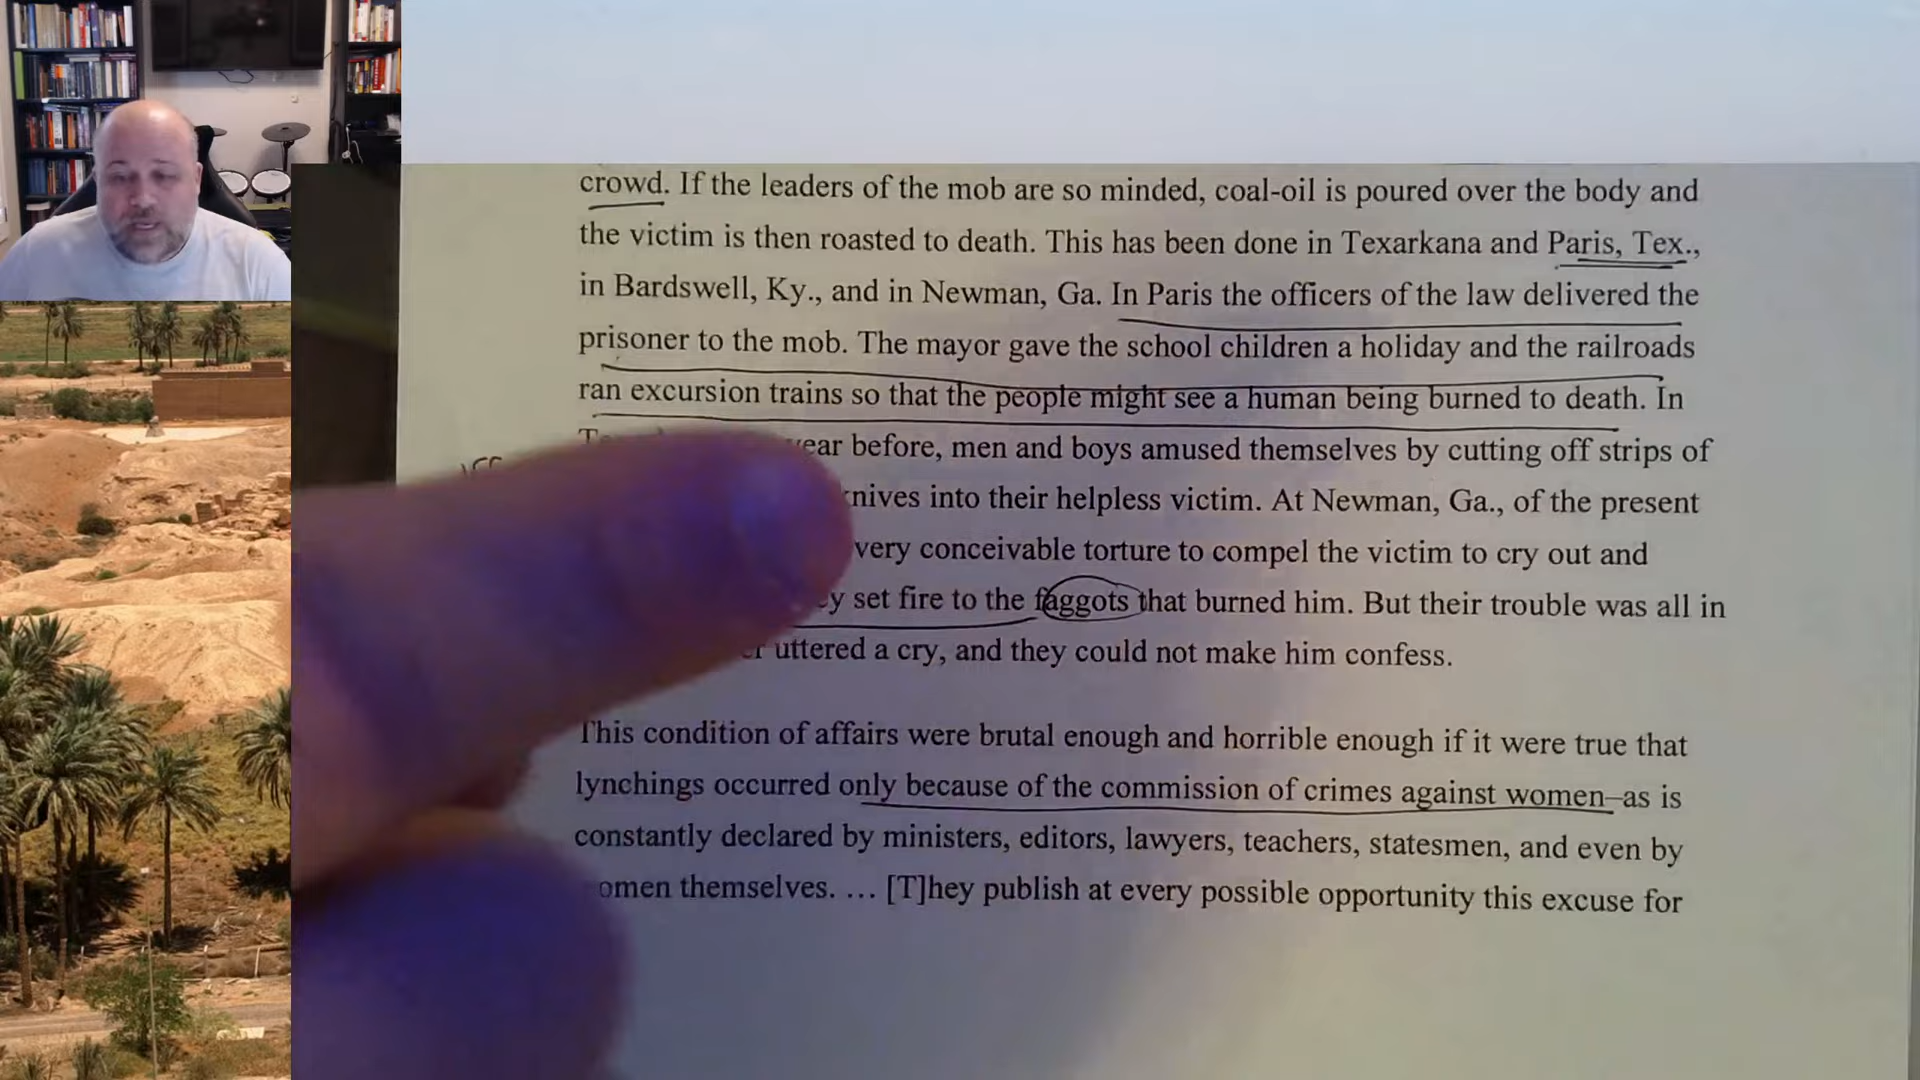 crowd. If the leaders of the mob are so minded, coal-oil is poured over the body and
the victim is then roasted to death. This has been done in Texarkana and Paris, Tex.,
in Bardswell, Ky., and in Newman, Ga. In Paris the officers of the law delivered the
prisoner to the mob. The mayor gave the school children a holiday and the railroads
ran excursion trains so that the people might see a human being burned to death. In
before, men and boys amused themselves by cutting off strips of
into their helpless victim. At Newman, Ga., of the present
conceivable torture to compel the victim to cry out and
set fire to the faggots that burned him. But their trouble was all in
uttered a cry, and they could not make him confess.
This condition of affairs were brutal enough and horrible enough if it were true that
lynchings occurred only because of the commission of crimes against women–as is
constantly declared by ministers, editors, lawyers, teachers, statesmen, and even by
themselves. … [T]hey publish at every possible opportunity this excuse for